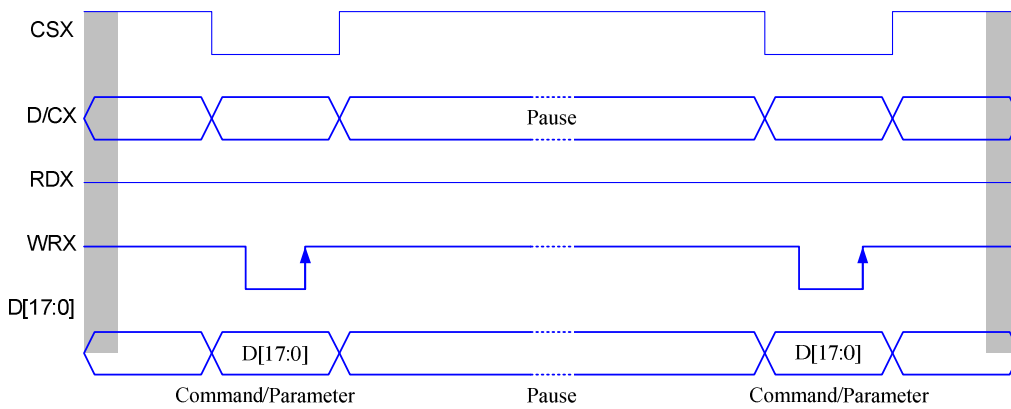 CSX
D/CX
Pause
RDX
WRX
D[17:0]
D[17:0] D[17:0]
Command/Parameter Pause Command/Parameter